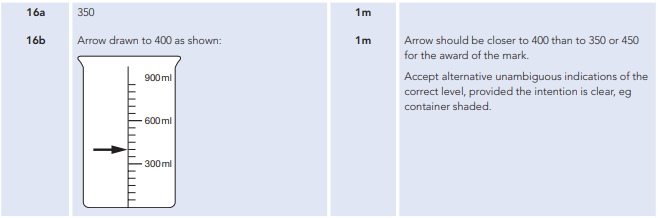 16a 350 1m
16b Arrow drawn to 400 as shown: 1m Arrow should be closer to 400 than to 350 or 450
for the award of the mark.
Accept alternative unambiguous indications of the
correct level, provided the intention is clear, eg
container shaded.
900ml
600ml
300ml